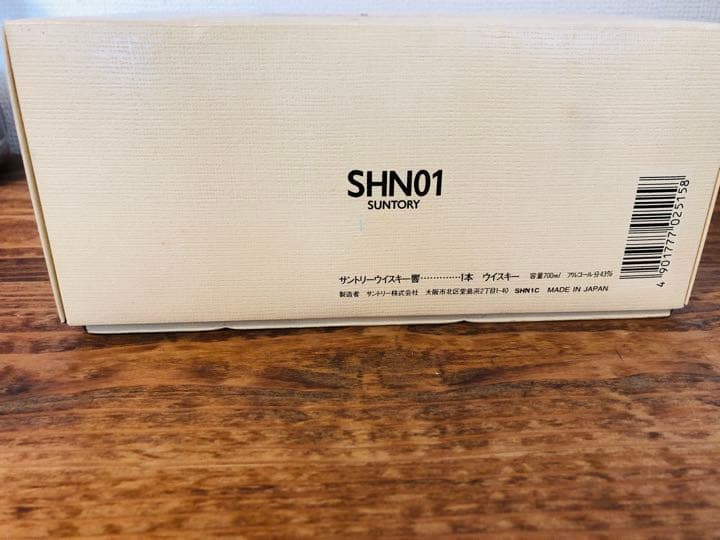 SHN01
SUNTORY
サントリーウイスキー響…………1本 ウイスキー 容量700ml アルコール分43%
製造者 サントリー株式会社 大阪市北区堂島浜2丁目1-40 SHN1C MADE IN JAPAN
4 901777 025158